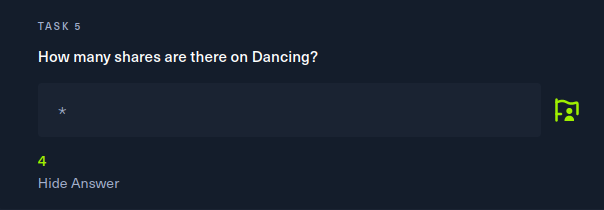 TASK 5
How many shares are there on Dancing?
*
4
Hide Answer